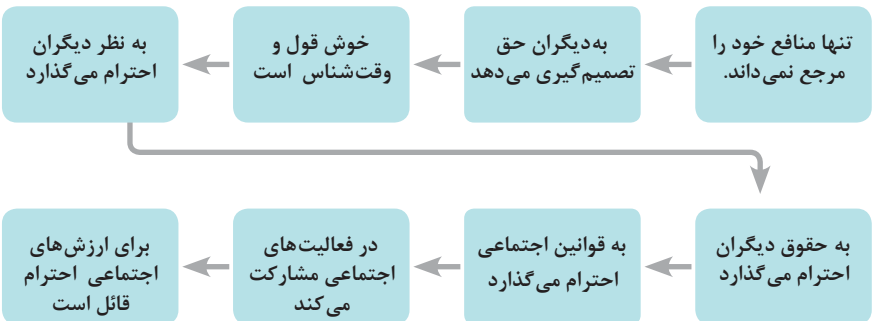 تنها منافع خود را
مرجع نمی‌داند.
به‌دیگران حق
تصمیم‌گیری می‌دهد
خوش قول و
وقت‌شناس است
به نظر دیگران
احترام می‌گذارد
به حقوق دیگران
احترام می‌گذارد
به قوانین اجتماعی
احترام می‌گذارد
در فعالیت‌های
اجتماعی مشارکت
می‌کند
برای ارزش‌های
اجتماعی احترام
قائل است